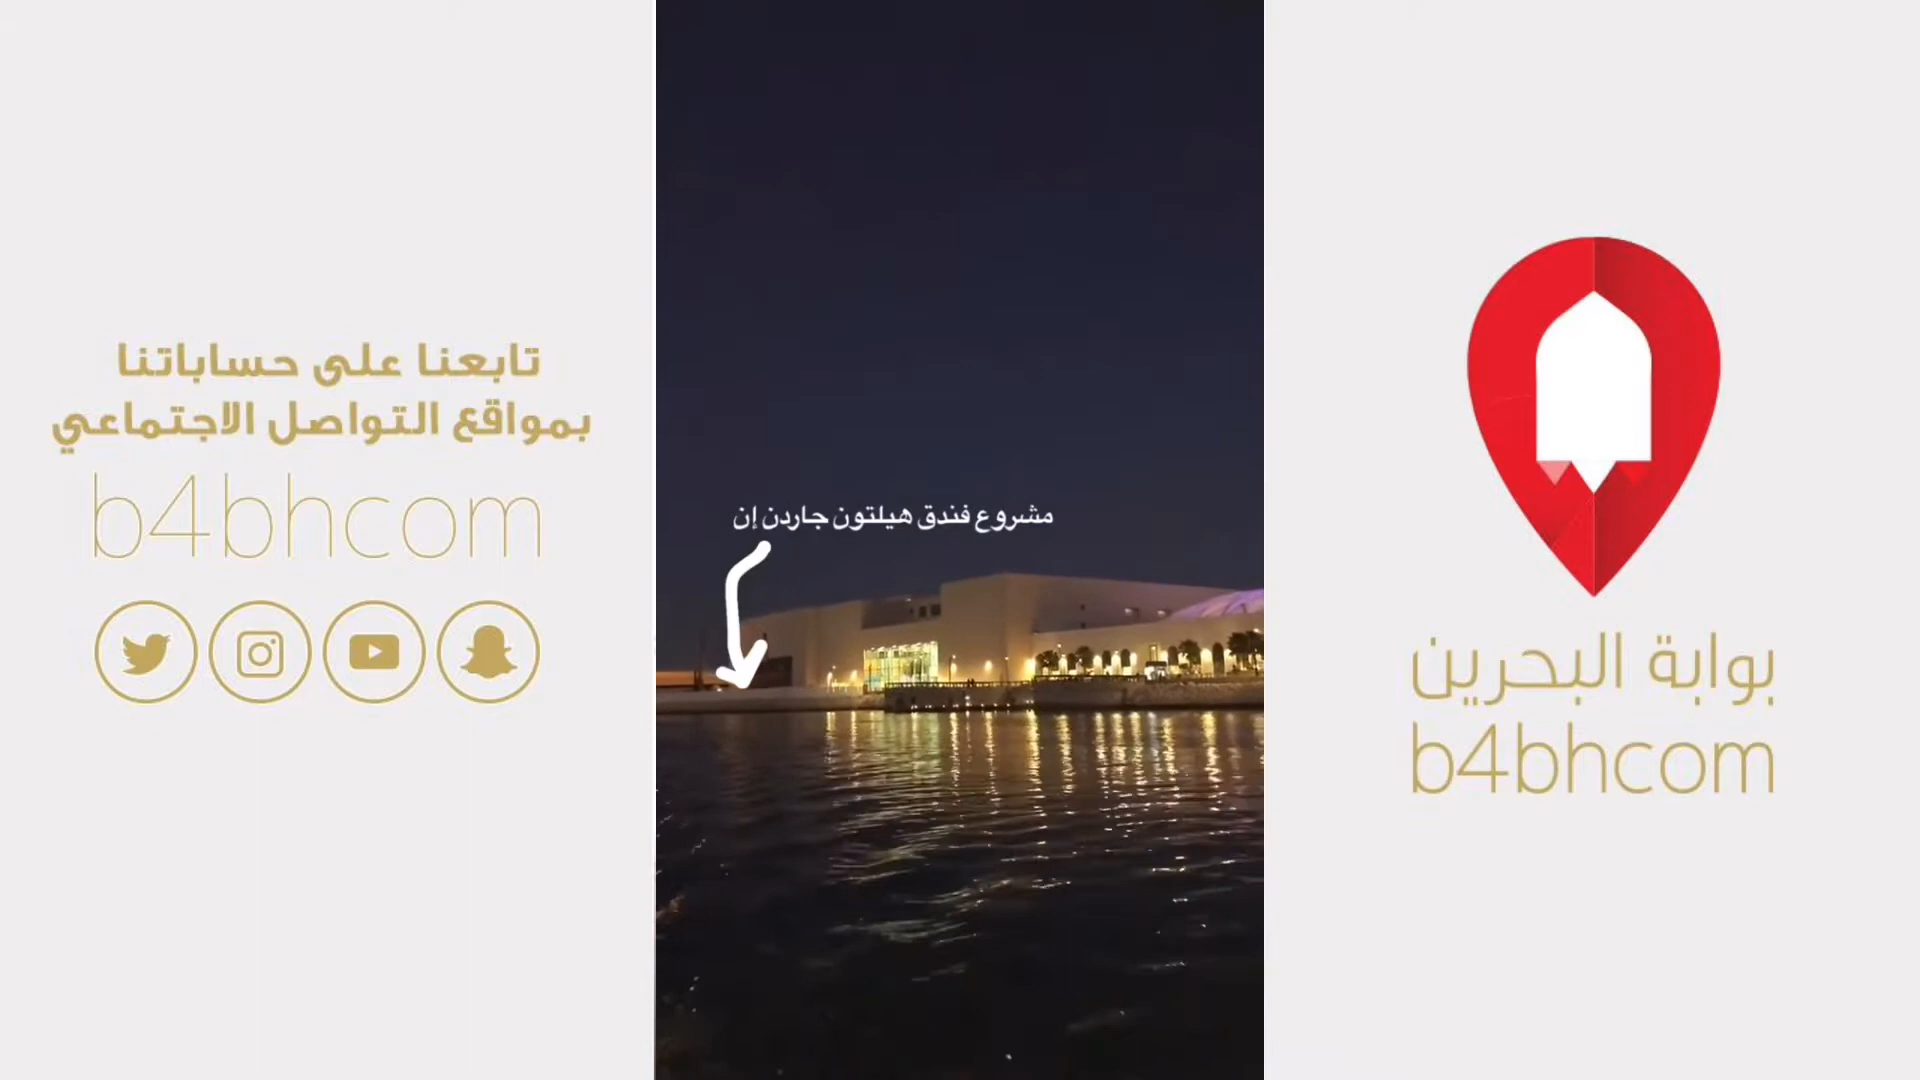 تابعنا على حساباتنا
بمواقع التواصل الاجتماعي
b4bhcom
مشروع فندق هيلتون جاردن إن
بوابة البحرين
b4bhcom